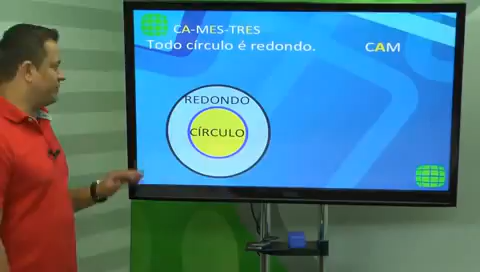 CA-MES-TRES
Todo círculo é redondo.
CAM
REDONDO
CÍRCULO